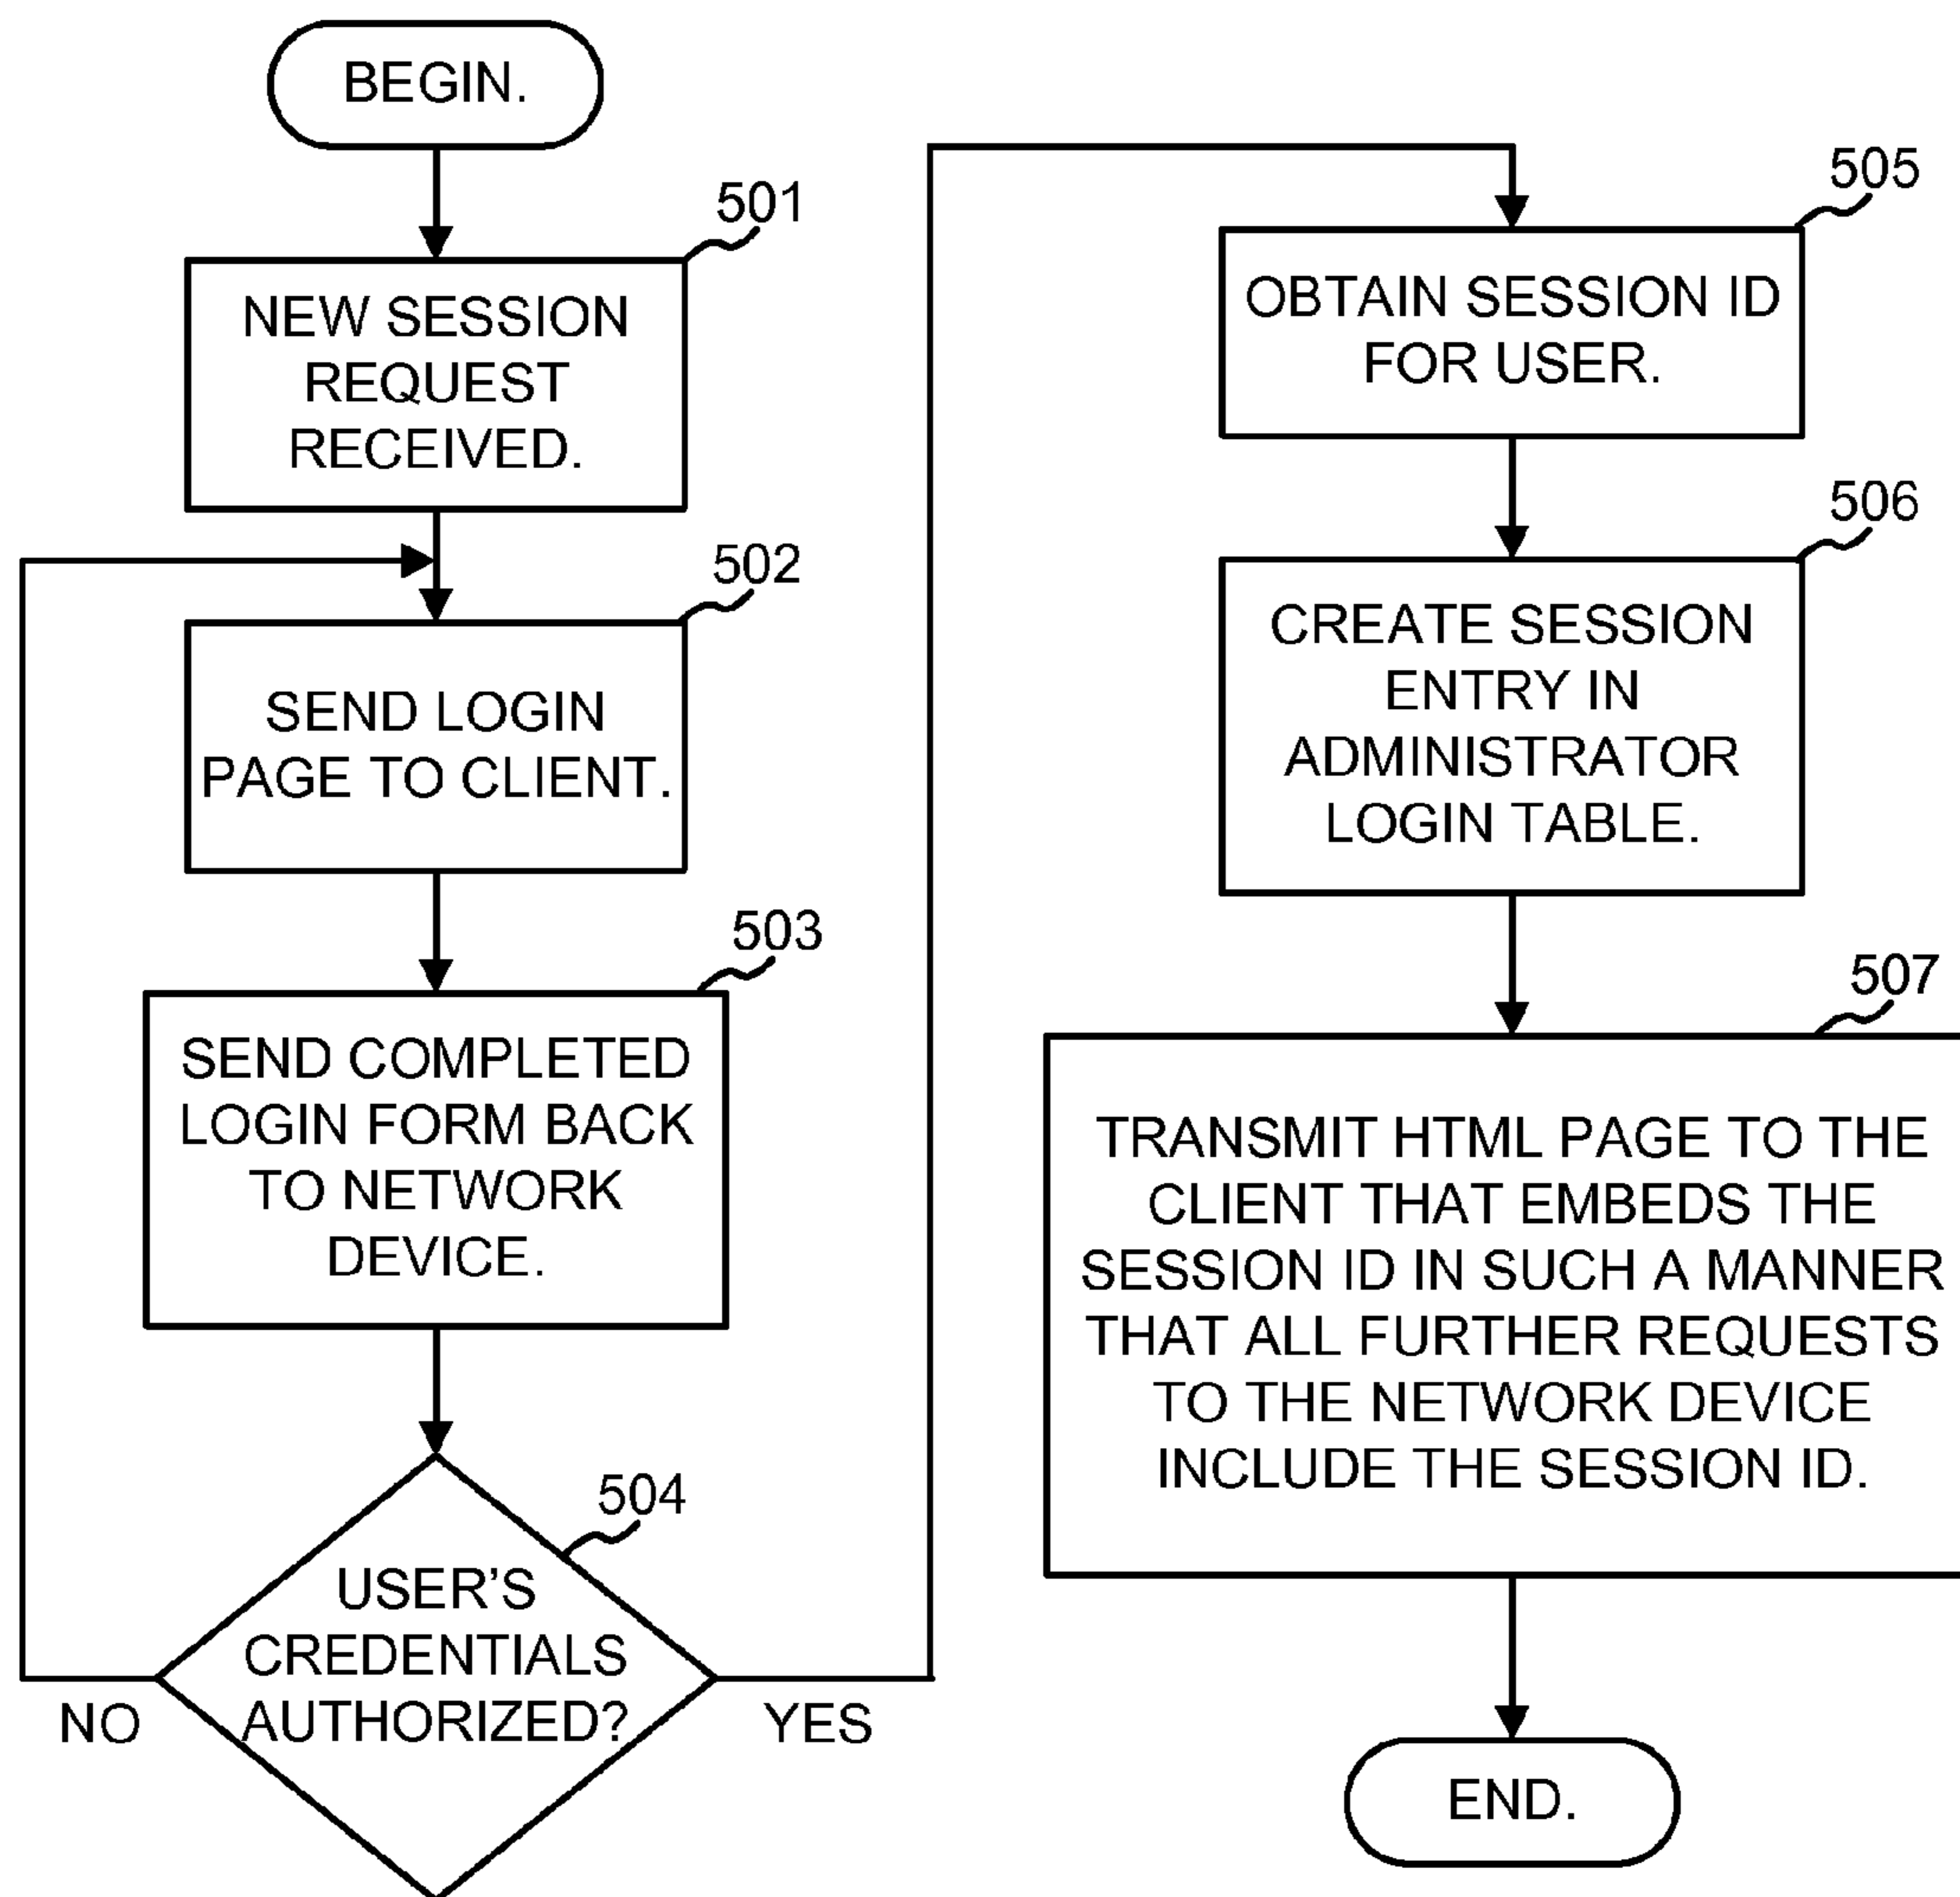 BEGIN.
501
NEW SESSION
REQUEST
RECEIVED.
502
SEND LOGIN
PAGE TO CLIENT.
503
SEND COMPLETED
LOGIN FORM BACK
TO NETWORK
DEVICE.
504
USER'S
CREDENTIALS
AUTHORIZED?
NO
YES
505
OBTAIN SESSION ID
FOR USER.
506
CREATE SESSION
ENTRY IN
ADMINISTRATOR
LOGIN TABLE.
507
TRANSMIT HTML PAGE TO THE
CLIENT THAT EMBEDS THE
SESSION ID IN SUCH A MANNER
THAT ALL FURTHER REQUESTS
TO THE NETWORK DEVICE
INCLUDE THE SESSION ID.
END.